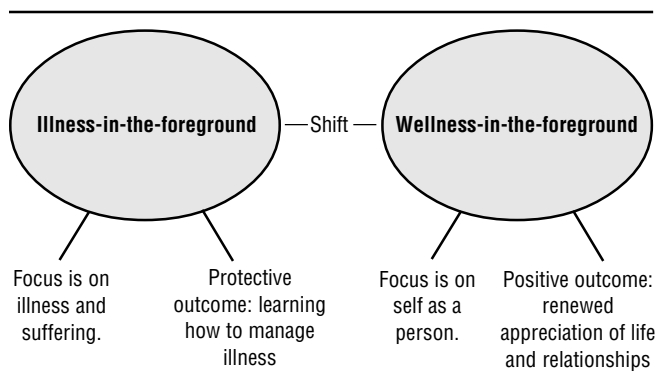 Illness-in-the-foreground
Shift
Wellness-in-the-foreground
Focus is on
illness and
suffering.
Protective
outcome: learning
how to manage
illness
Focus is on
self as a
person.
Positive outcome:
renewed
appreciation of life
and relationships